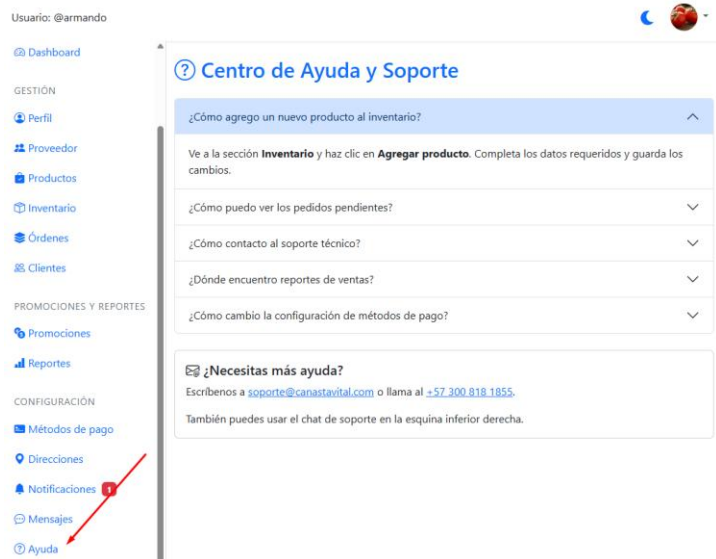 Usuario: @armando
Dashboard
GESTIÓN
Perfil
Proveedor
Productos
Inventario
Órdenes
Clientes
PROMOCIONES Y REPORTES
Promociones
Reportes
CONFIGURACIÓN
Métodos de pago
Direcciones
Notificaciones 1
Mensajes
Ayuda
Centro de Ayuda y Soporte
¿Cómo agrego un nuevo producto al inventario?
Ve a la sección Inventario y haz clic en Agregar producto. Completa los datos requeridos y guarda los
cambios.
¿Cómo puedo ver los pedidos pendientes?
¿Cómo contacto al soporte técnico?
¿Dónde encuentro reportes de ventas?
¿Cómo cambio la configuración de métodos de pago?
¿Necesitas más ayuda?
Escríbenos a soporte@canastavital.com o llama al +57 300 818 1855.
También puedes usar el chat de soporte en la esquina inferior derecha.